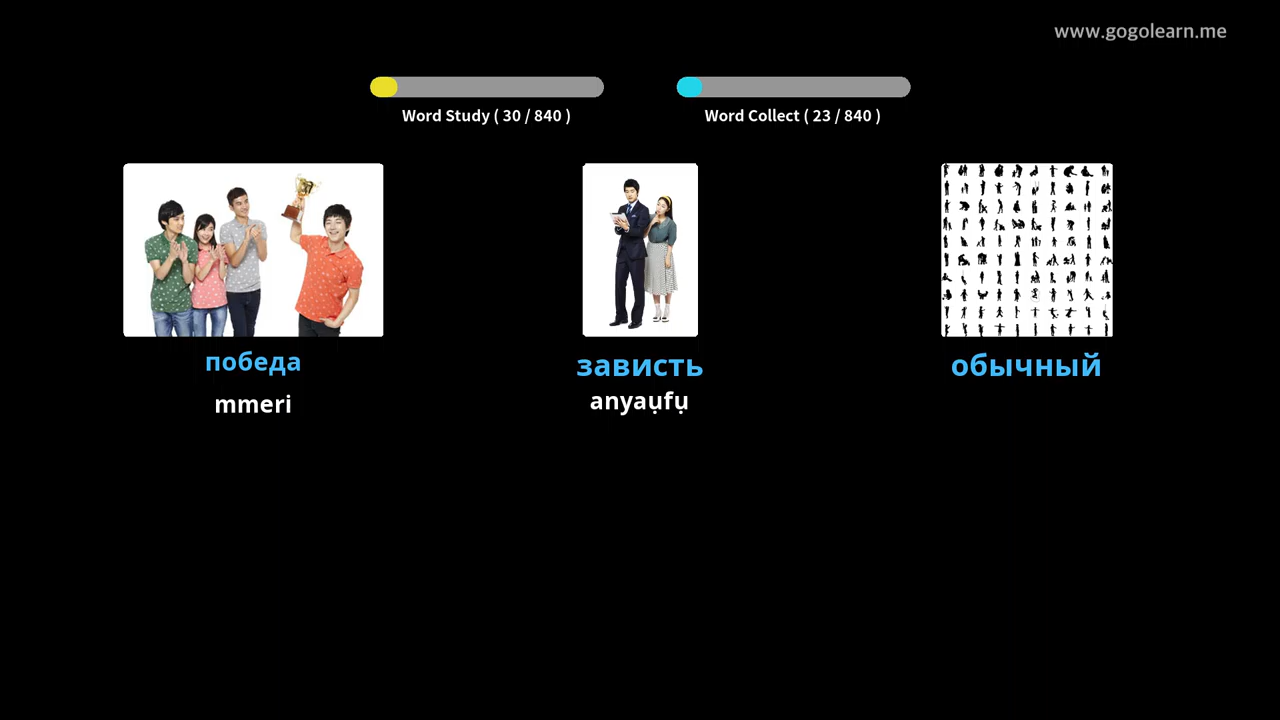 www.gogolearn.me
Word Study ( 30 / 840 )
Word Collect ( 23 / 840 )
победа
зависть
обычный
mmeri
anyaụfụ